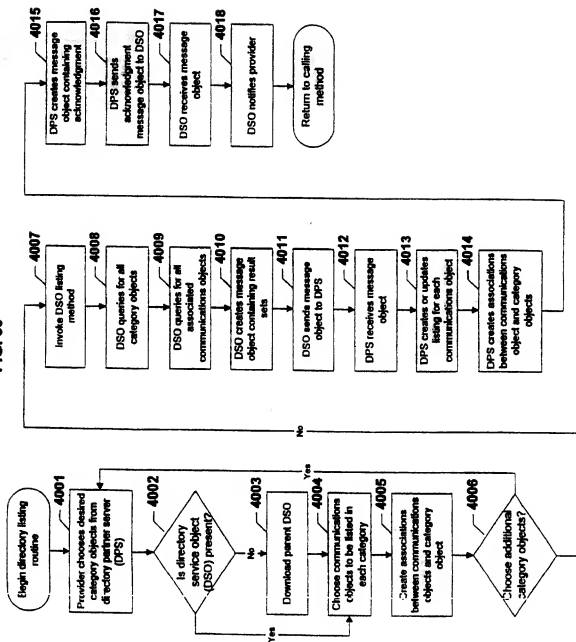 Begin directory listing
routine
4001
Provider chooses desired
category objects from
directory partner server
(DPS)
4002
Is directory
service object
(DSO) present?
Yes
No
4003
Download parent DSO
4004
Choose communications
objects to be listed in
each category
4005
Create associations
between communications
objects and category
object
4006
Choose additional
category objects?
Yes
No
4007
Invoke DSO listing
method
4008
DSO queries for all
category objects
4009
DSO queries for all
associated
communications objects
4010
DSO creates message
object containing result
sets
4011
DSO sends message
object to DPS
4012
DPS receives message
object
4013
DPS creates or updates
listing for each
communications object
4014
DPS creates associations
between communications
object and category
objects
4015
DPS creates message
object containing
acknowledgment
4016
DPS sends
acknowledgment
message object to DSO
4017
DSO receives message
object
4018
DSO notifies provider
Return to calling
method